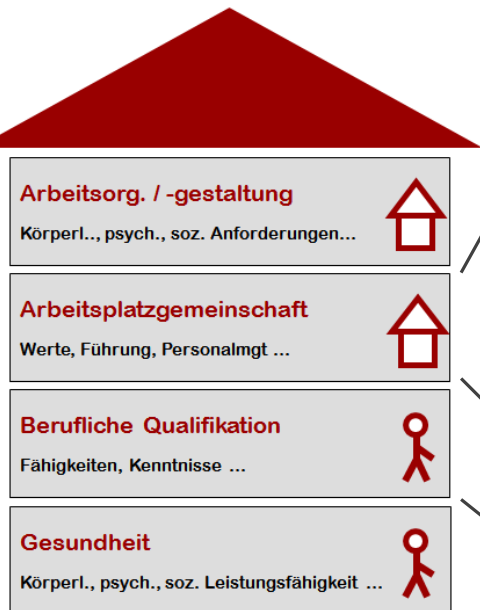 Arbeitsorg. / -gestaltung
Körperl.., psych., soz. Anforderungen...
Arbeitsplatzgemeinschaft
Werte, Führung, Personalmgt ...
Berufliche Qualifikation
Fähigkeiten, Kenntnisse ...
Gesundheit
Körperl., psych., soz. Leistungsfähigkeit ...